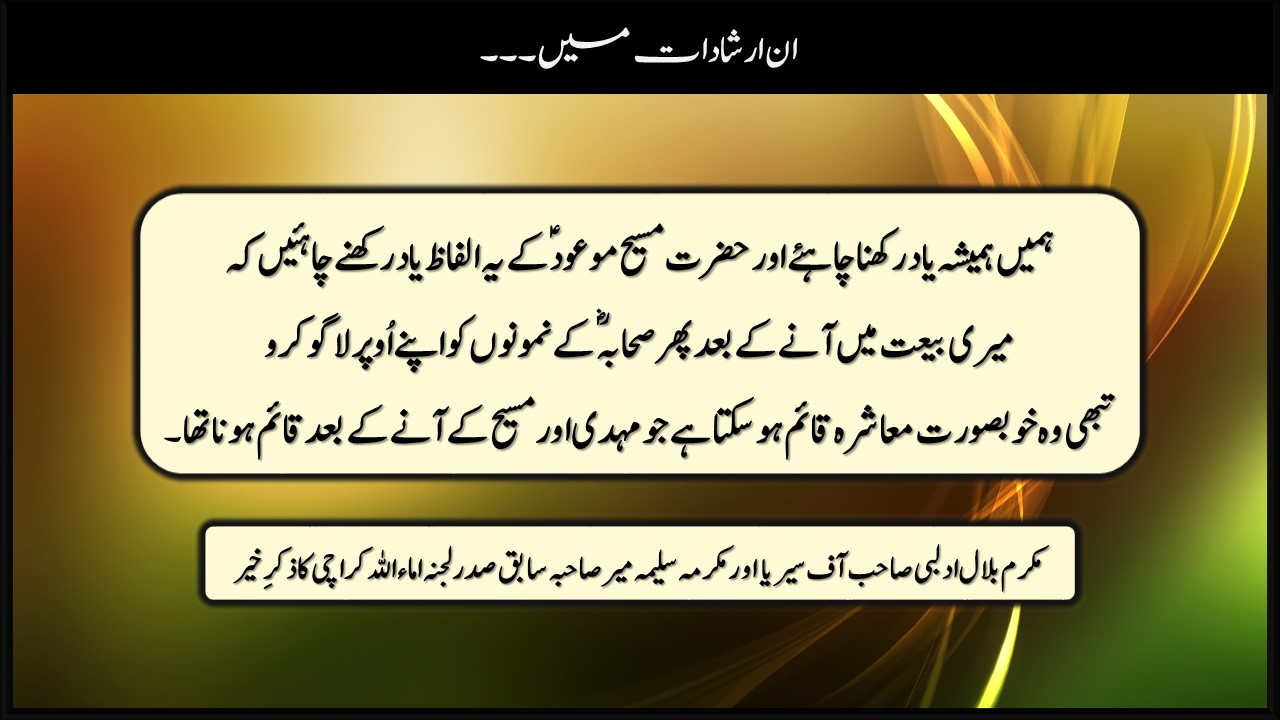 ان ارشادات میں۔۔۔
ہمیں ہمیشہ یاد رکھنا چاہئے اور حضرت مسیح موعودؑ کے یہ الفاظ یاد رکھنے چاہئیں کہ
میری بیعت میں آنے کے بعد پھر صحابہؓ کے نمونوں کو اپنے اُوپر لاگو کرو
تبھی وہ خوبصورت معاشرہ قائم ہو سکتا ہے جو مہدی اور مسیح کے آنے کے بعد قائم ہونا تھا۔
مکرم بلال ادلبی صاحب آف سیریا اور مکرمہ سلیمہ میر صاحبہ سابق صدر لجنہ اماءاللہ کراچی کا ذکرِ خیر